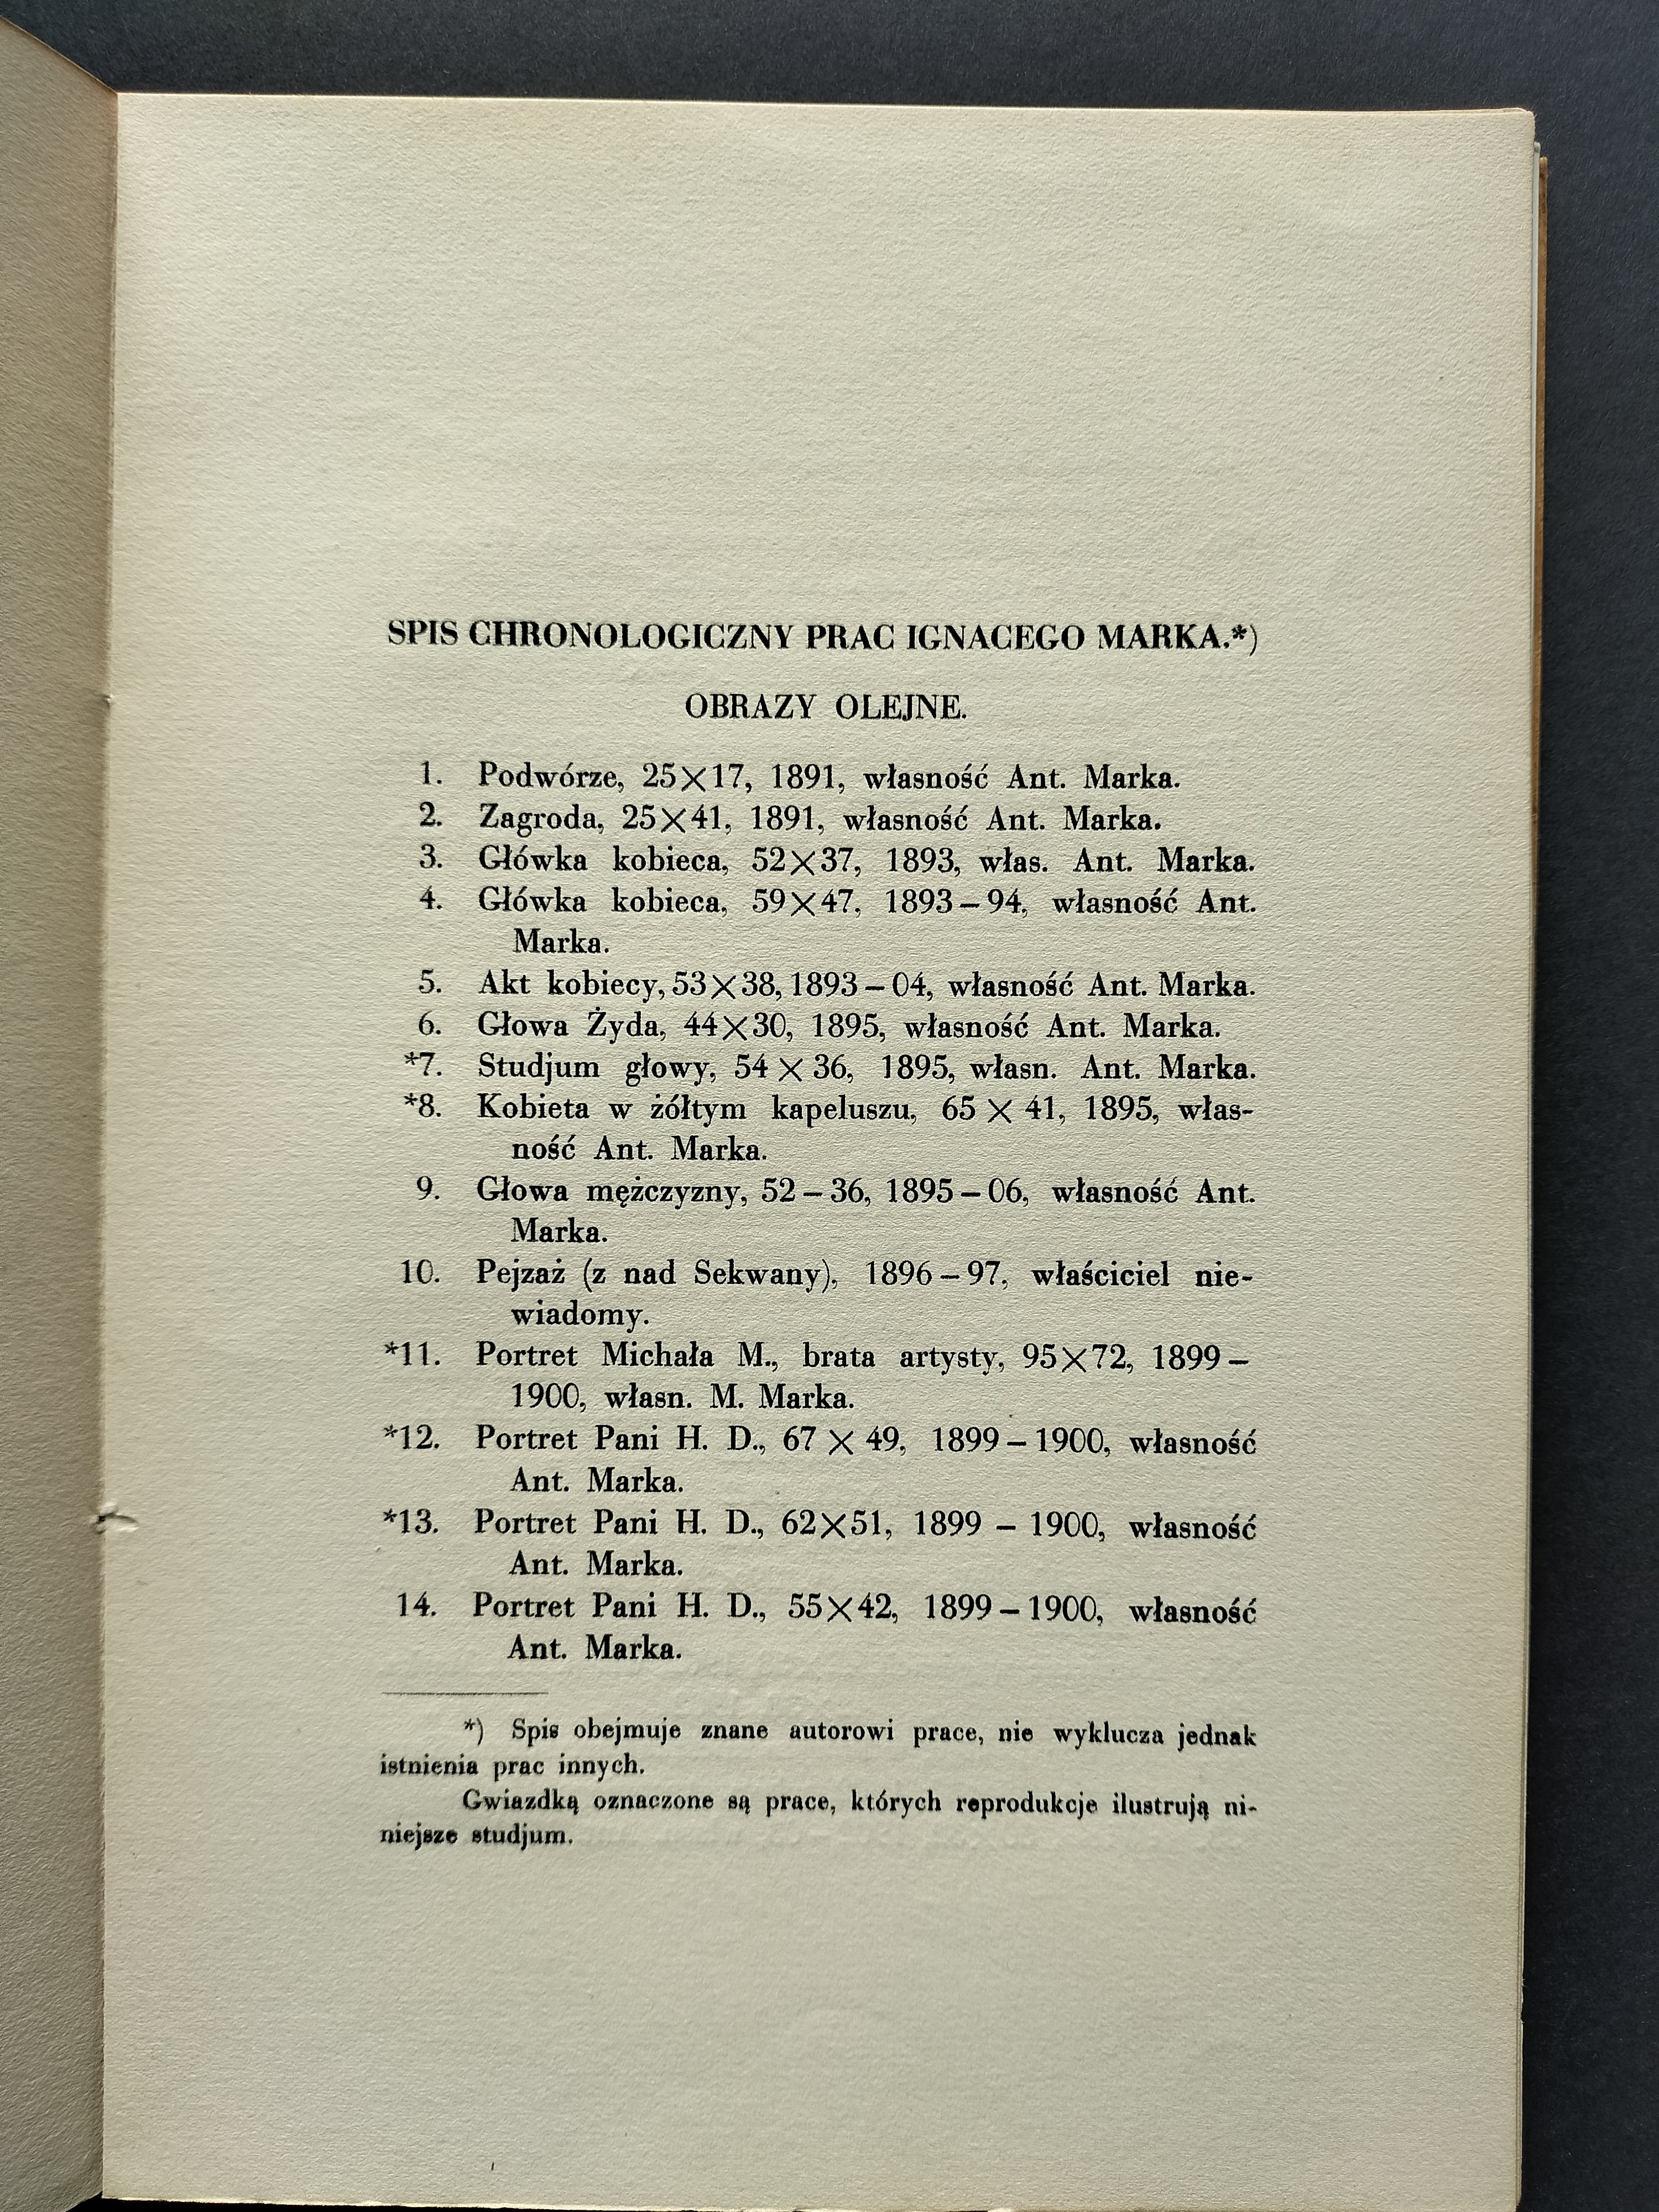 SPIS CHRONOLOGICZNY PRAC IGNACEGO MARKA.*)
OBRAZY OLEJNE.
1. Podwórze, 25×17, 1891, własność Ant. Marka.
2. Zagroda, 25×41, 1891, własność Ant. Marka.
3. Główka kobieca, 52×37, 1893, włas. Ant. Marka.
4. Główka kobieca, 59×47, 1893–94, własność Ant.
Marka.
5. Akt kobiecy, 53×38, 1893–04, własność Ant. Marka.
6. Głowa Żyda, 44×30, 1895, własność Ant. Marka.
*7. Studjum głowy, 54 × 36, 1895, własn. Ant. Marka.
*8. Kobieta w żółtym kapeluszu, 65 × 41, 1895, włas-
ność Ant. Marka.
9. Głowa mężczyzny, 52–36, 1895–06, własność Ant.
Marka.
10. Pejzaż (z nad Sekwany), 1896–97, właściciel nie-
wiadomy.
*11. Portret Michała M., brata artysty, 95×72, 1899–
1900, własn. M. Marka.
*12. Portret Pani H. D., 67 × 49, 1899–1900, własność
Ant. Marka.
*13. Portret Pani H. D., 62×51, 1899 – 1900, własność
Ant. Marka.
14. Portret Pani H. D., 55×42, 1899–1900, własność
Ant. Marka.
*) Spis obejmuje znane autorowi prace, nie wyklucza jednak
istnienia prac innych.
Gwiazdką oznaczone są prace, których reprodukcje ilustrują ni-
niejsze studjum.